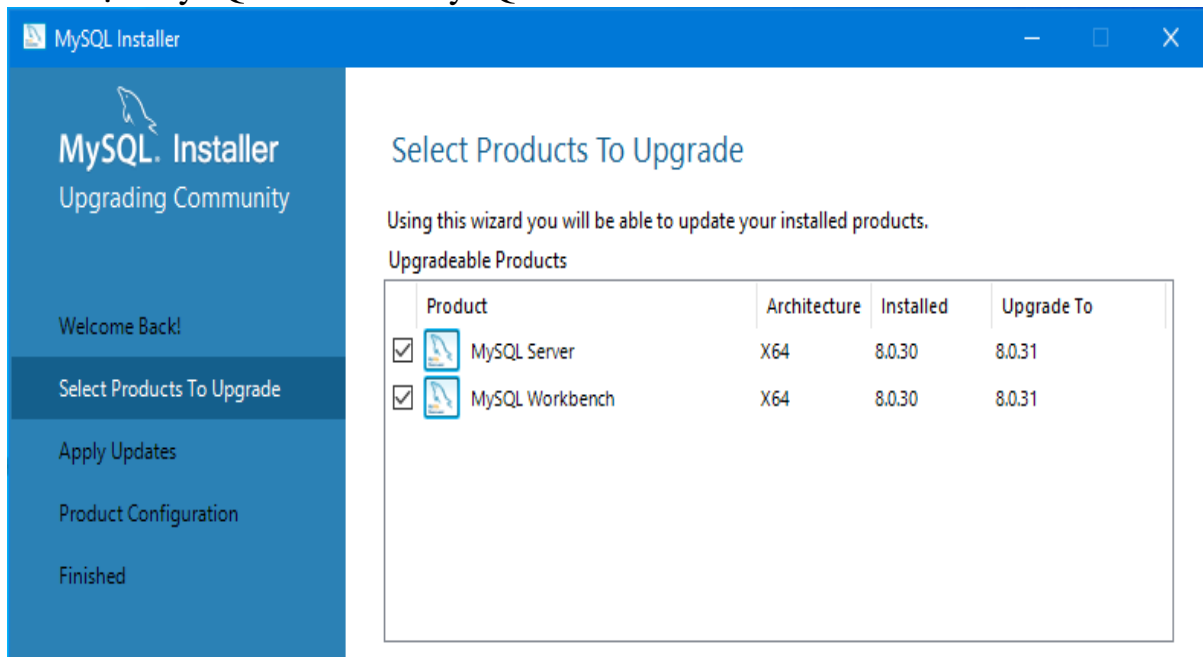 MySQL Installer
MySQL. Installer
Upgrading Community
Welcome Back!
Select Products To Upgrade
Apply Updates
Product Configuration
Finished
Select Products To Upgrade
Using this wizard you will be able to update your installed products.
Upgradeable Products
Product Architecture Installed Upgrade To
MySQL Server X64 8.0.30 8.0.31
MySQL Workbench X64 8.0.30 8.0.31